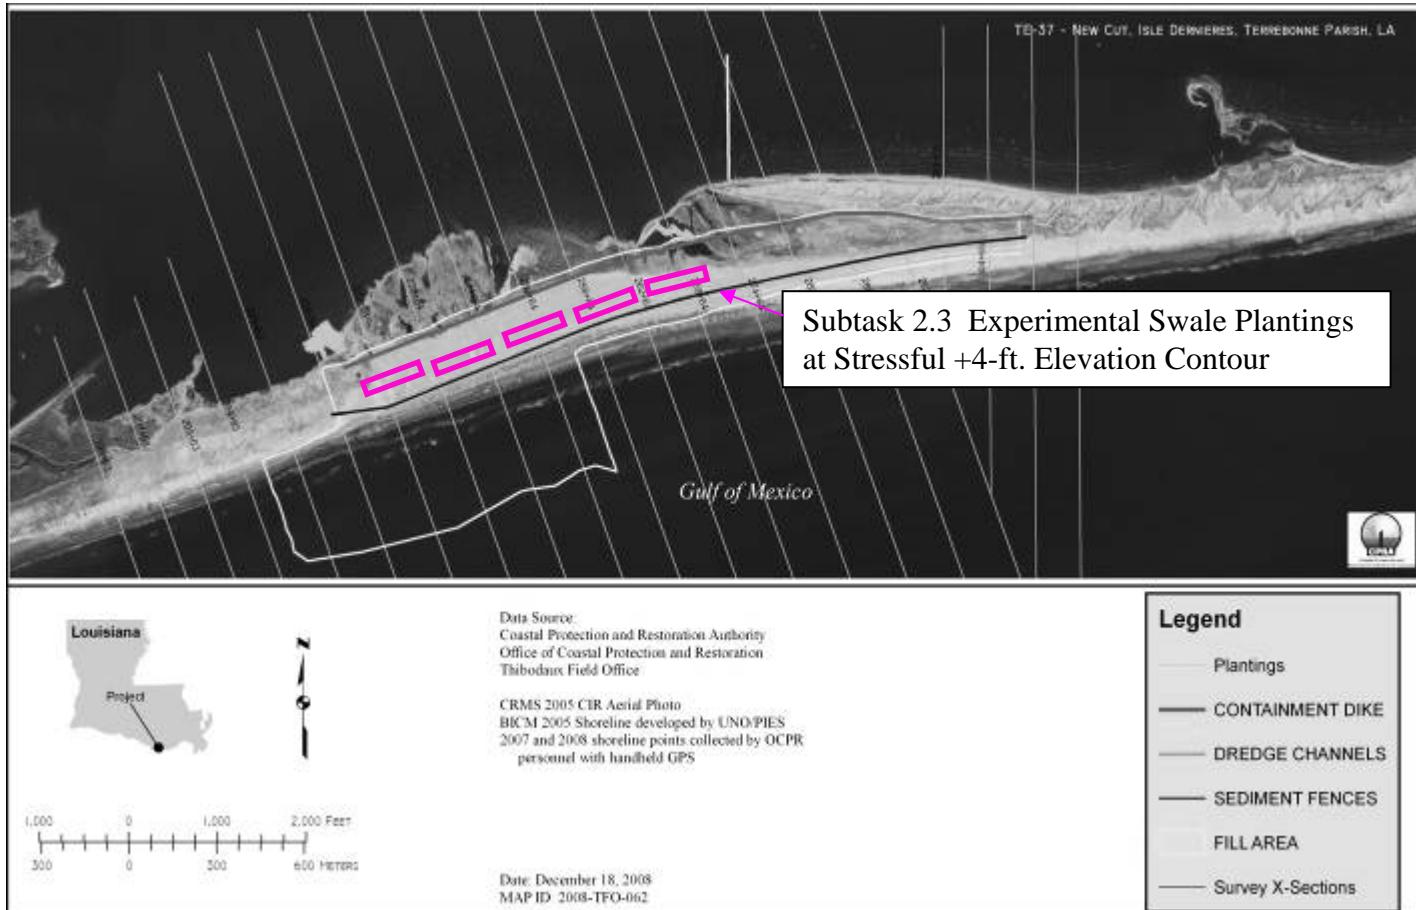 TE-37 - NEW CUT, ISLE DERNIERES, TERREBONNE PARISH, LA
Subtask 2.3 Experimental Swale Plantings
at Stressful +4-ft. Elevation Contour
Gulf of Mexico
Louisiana
Project
N
1,000 0 1,000 2,000 FEET
300 0 300 600 METERS
Data Source:
Coastal Protection and Restoration Authority
Office of Coastal Protection and Restoration
Thibodaux Field Office
CRMS 2005 CIR Aerial Photo
BICM 2005 Shoreline developed by UNO/PIES
2007 and 2008 shoreline points collected by OCPR
personnel with handheld GPS
Date: December 18, 2008
MAP ID 2008-TFO-062
Legend
Plantings
CONTAINMENT DIKE
DREDGE CHANNELS
SEDIMENT FENCES
FILL AREA
Survey X-Sections